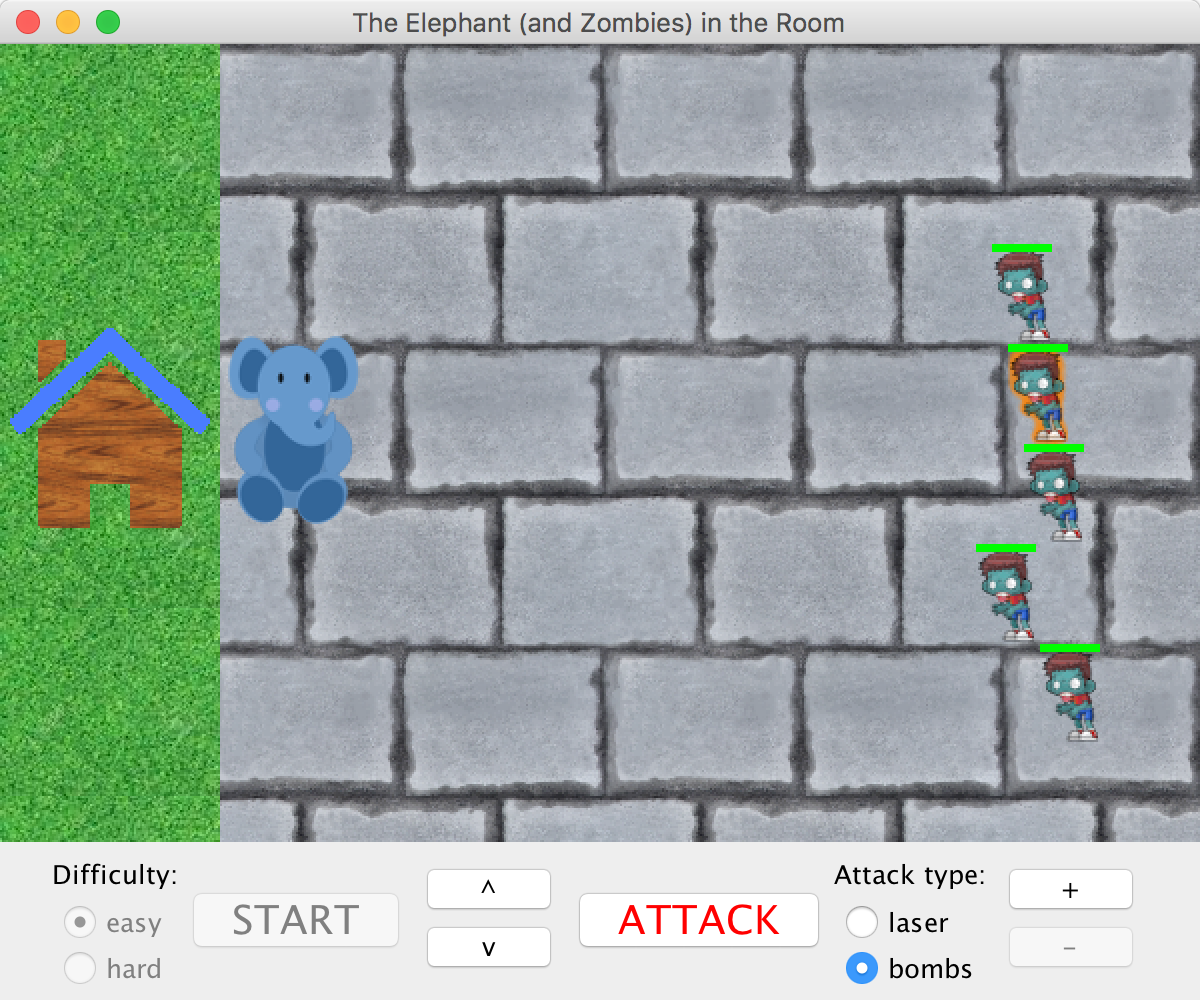 The Elephant (and Zombies) in the Room
Difficulty:
easy
hard
START
^
v
ATTACK
Attack type:
laser
bombs
+
−